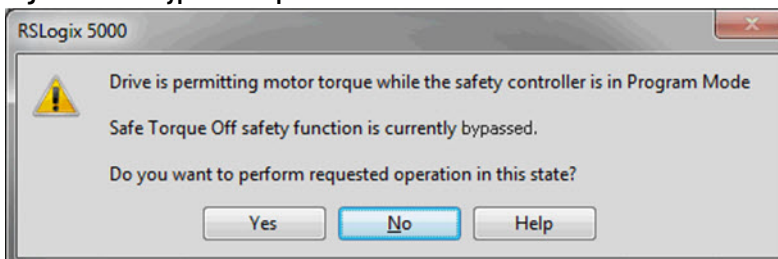 RSLogix 5000
Drive is permitting motor torque while the safety controller is in Program Mode
Safe Torque Off safety function is currently bypassed.
Do you want to perform requested operation in this state?
Yes
No
Help